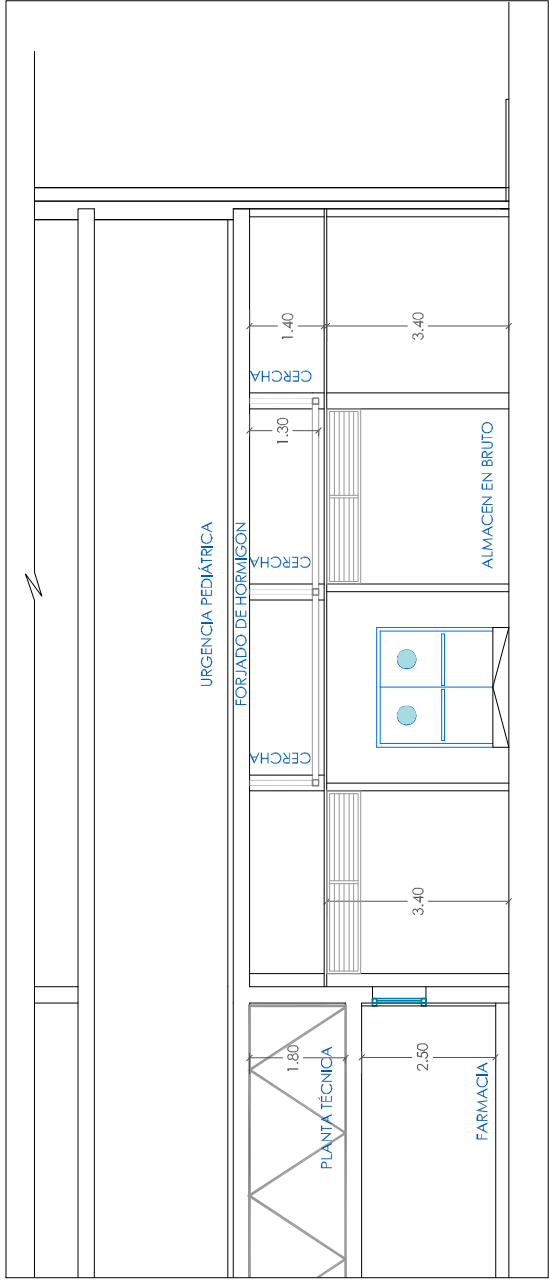 URGENCIA PEDIÁTRICA
FORJADO DE HORMIGÓN
CERCHA
CERCHA
CERCHA
1.80
1.30
1.40
PLANTA TÉCNICA
2.50
3.40
3.40
FARMACIA
ALMACEN EN BRUTO